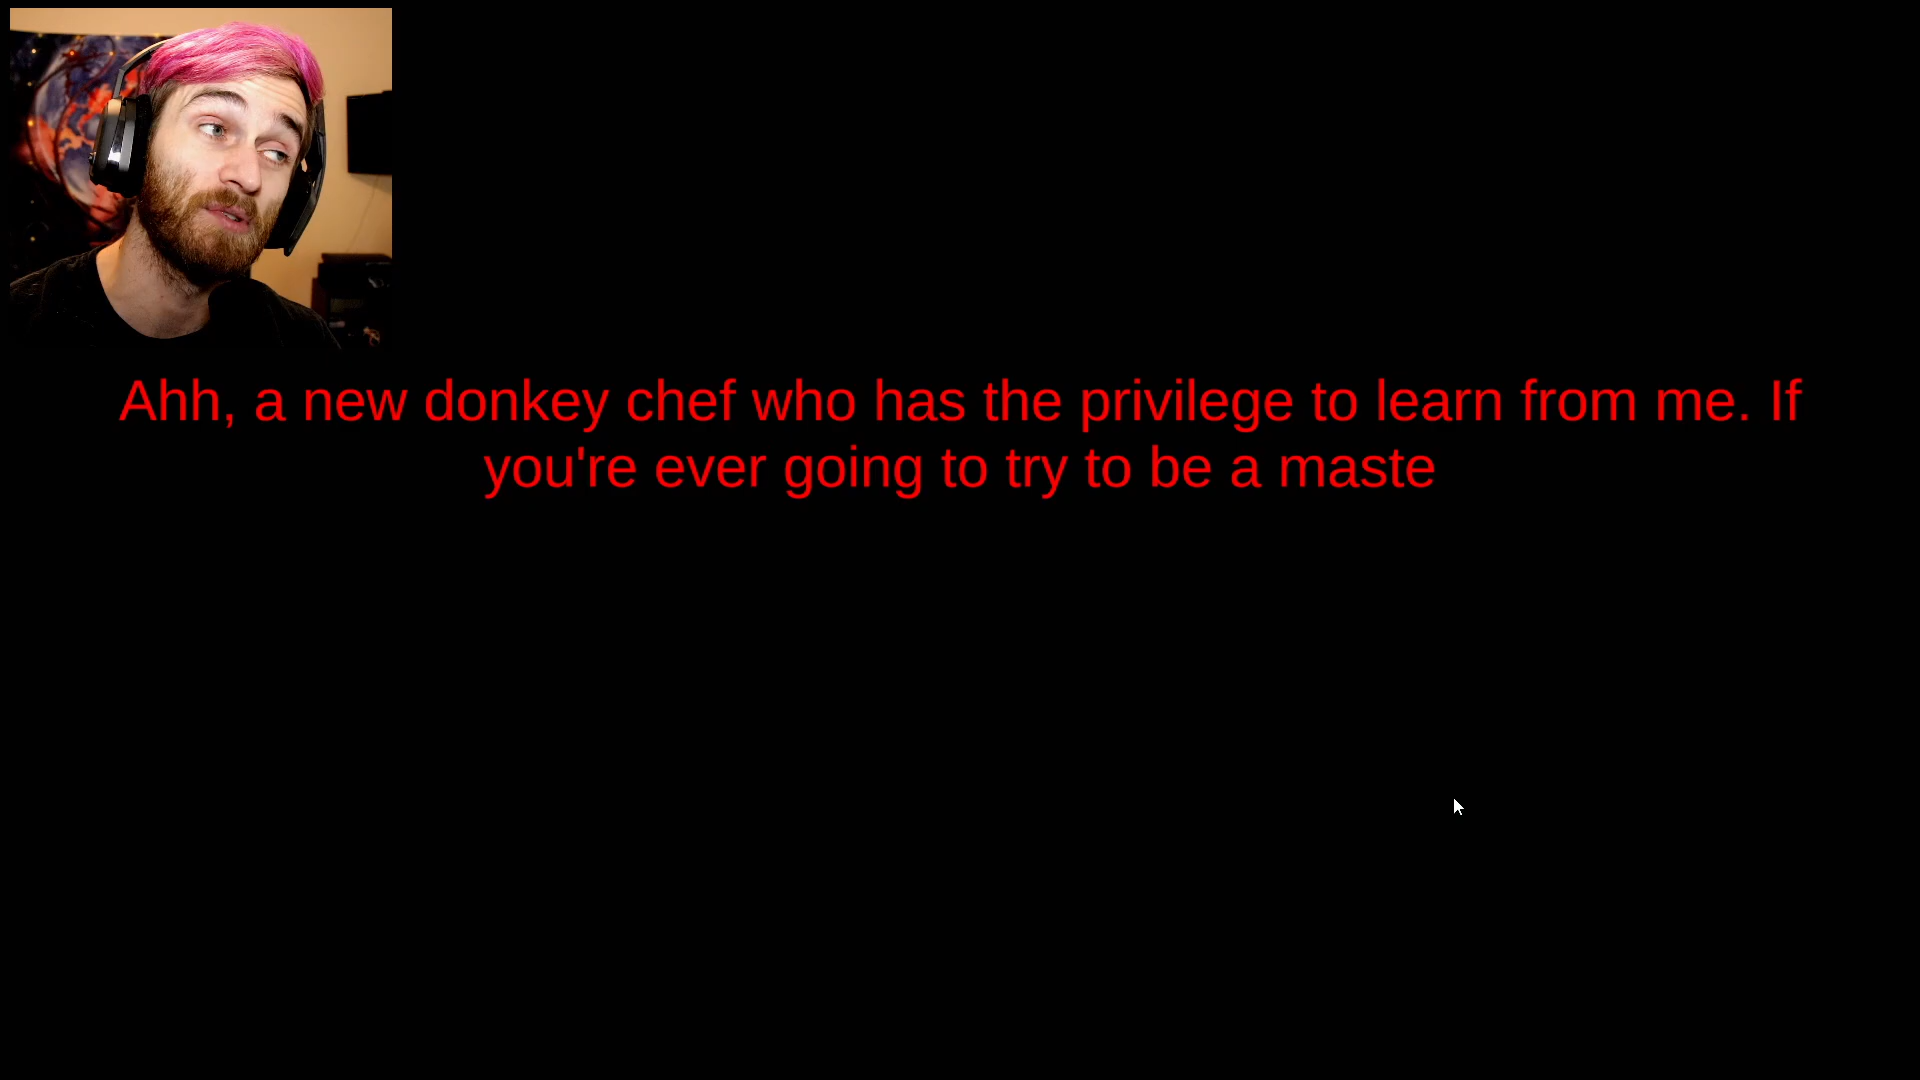 Ahh, a new donkey chef who has the privilege to learn from me. If
you're ever going to try to be a maste